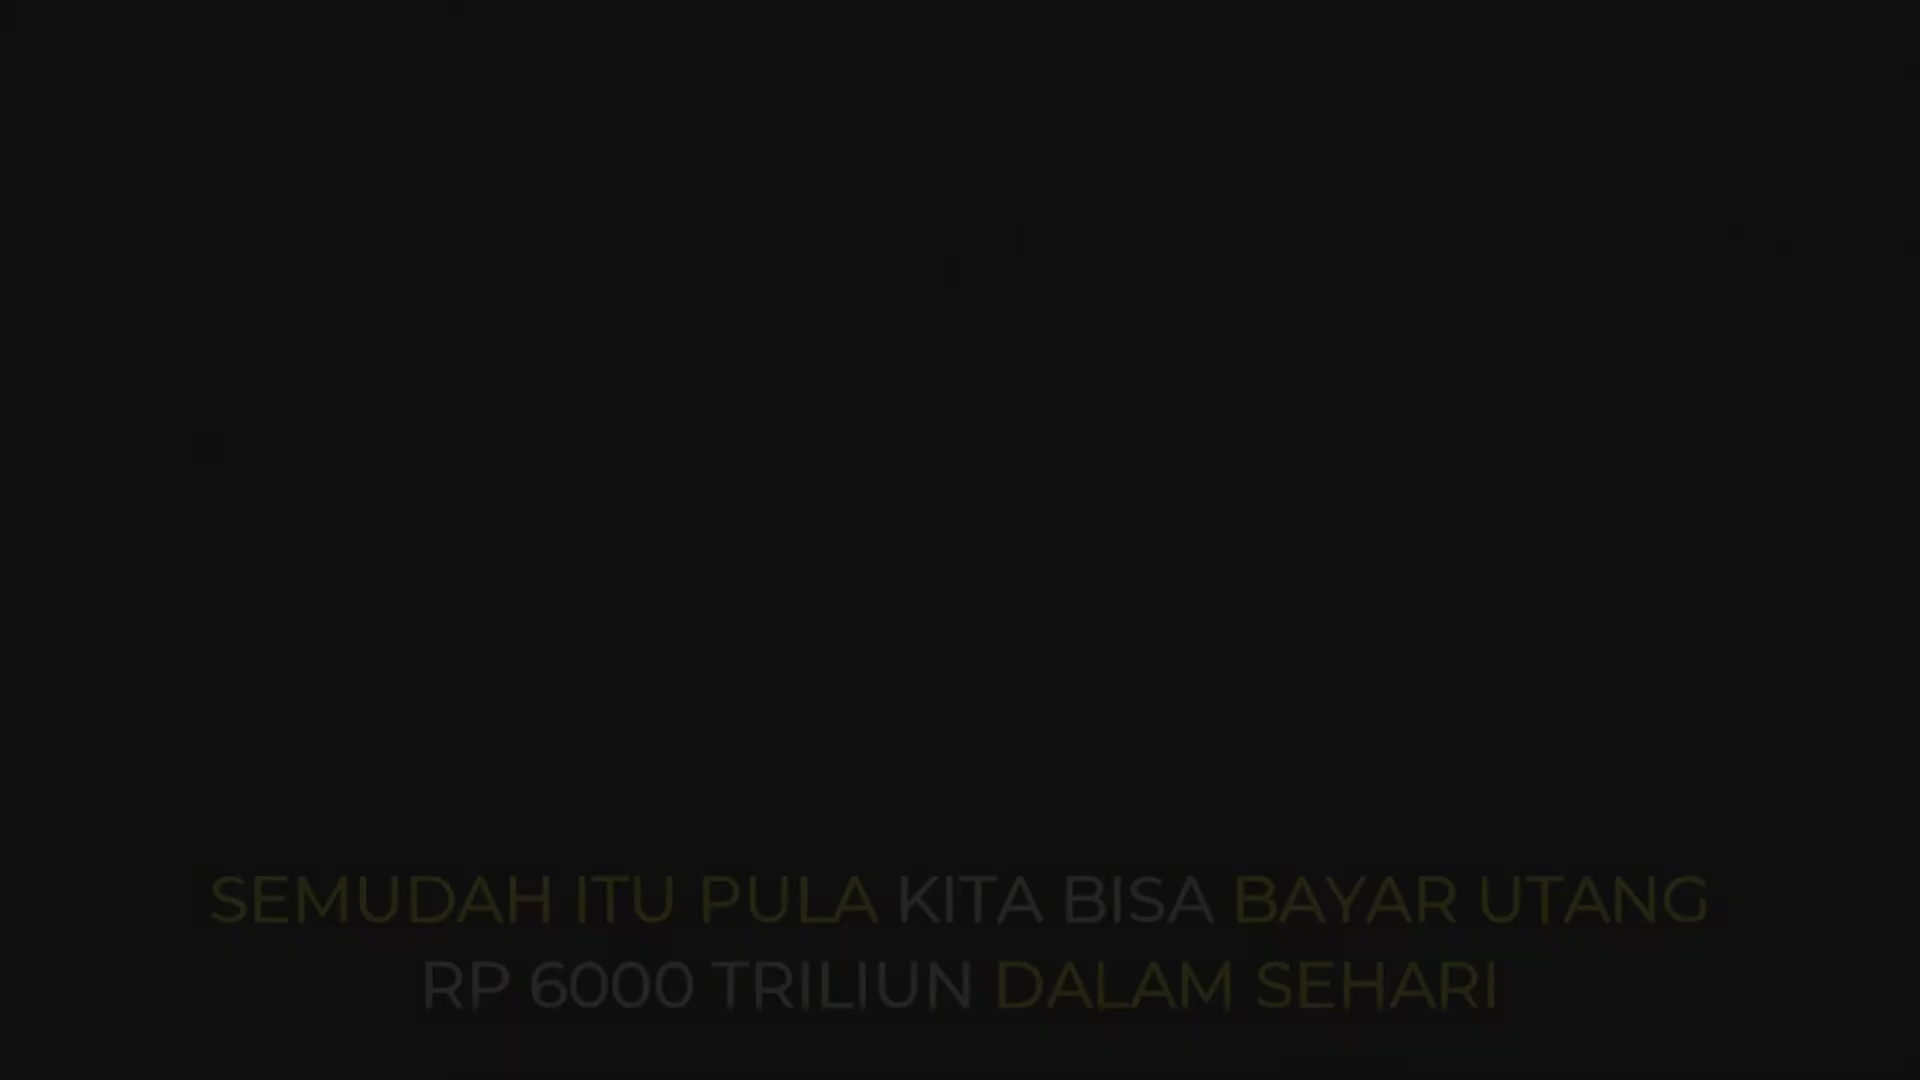 SEMUDAH ITU PULA KITA BISA BAYAR UTANG
RP 6000 TRILIUN DALAM SEHARI